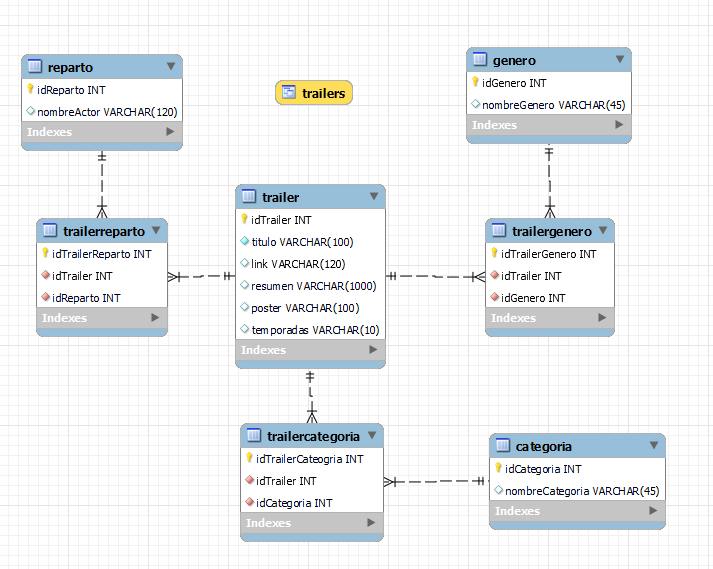 reparto
idReparto INT
nombreActor VARCHAR(120)
Indexes
trailers
genero
idGenero INT
nombreGenero VARCHAR(45)
Indexes
trailerreparto
idTrailerReparto INT
idTrailer INT
idReparto INT
Indexes
trailer
idTrailer INT
titulo VARCHAR(100)
link VARCHAR(120)
resumen VARCHAR(1000)
poster VARCHAR(100)
temporadas VARCHAR(10)
Indexes
trailergenero
idTrailerGenero INT
idTrailer INT
idGenero INT
Indexes
trailercategoria
idTrailerCateogria INT
idTrailer INT
idCategoria INT
Indexes
categoria
idCategoria INT
nombreCategoria VARCHAR(45)
Indexes